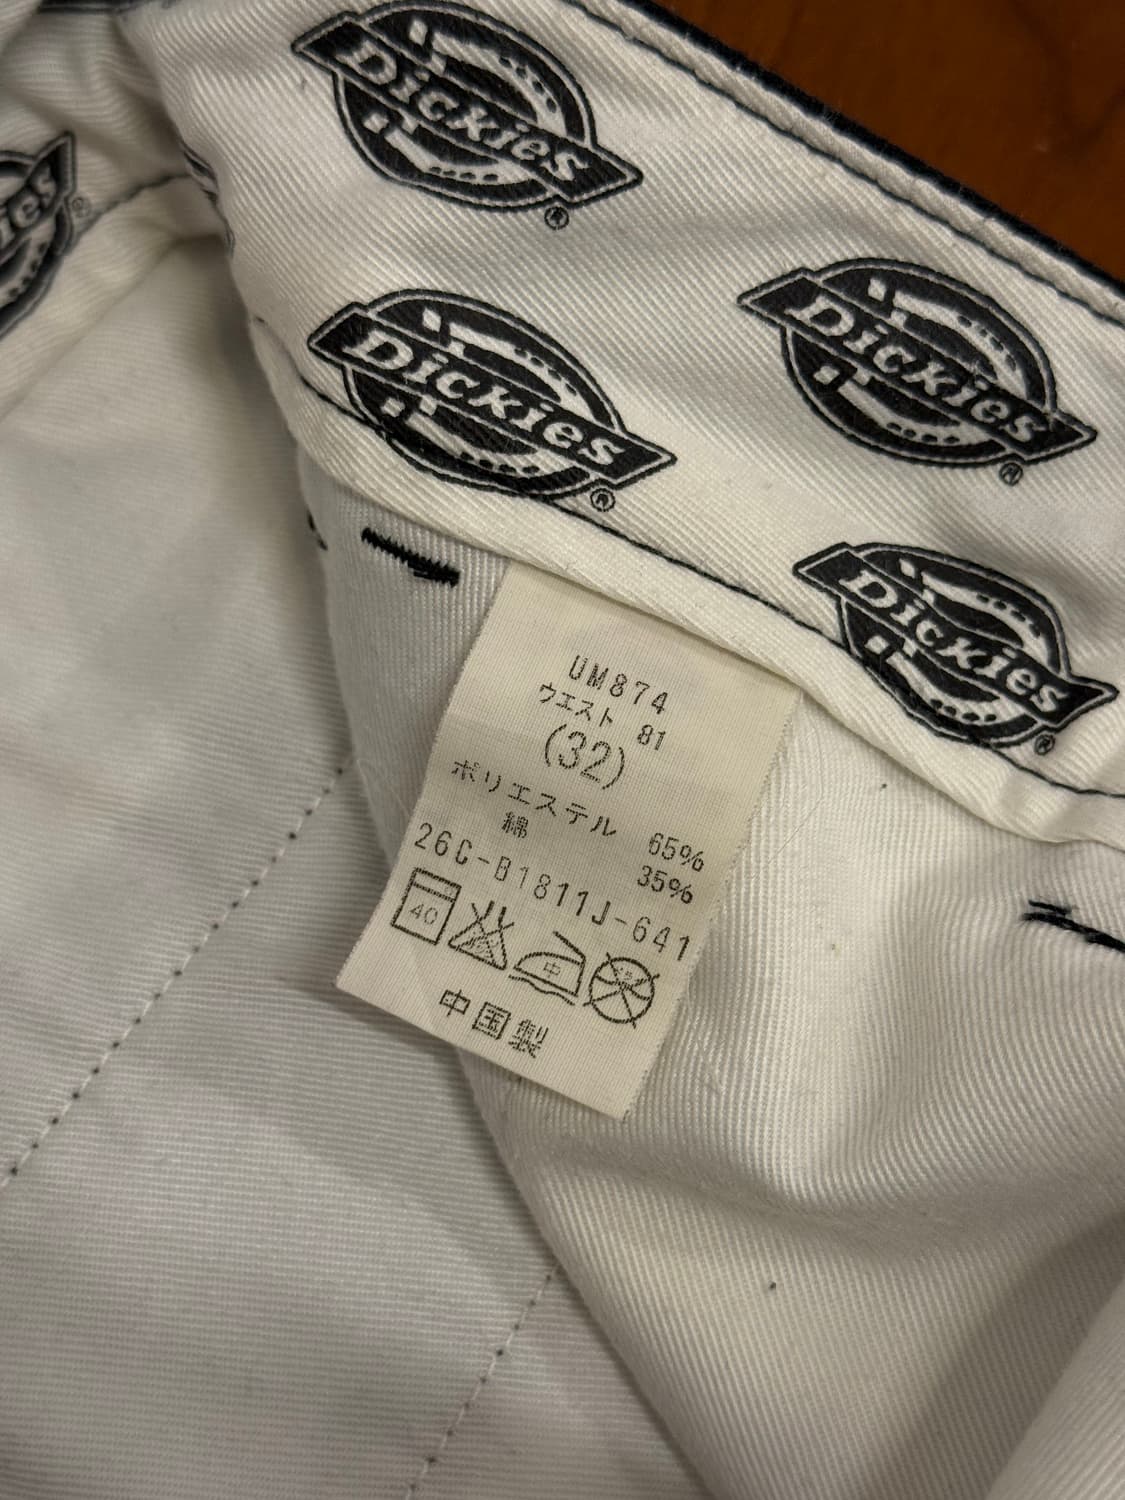 Dickies
®
ies
®
Dickies
®
Dickies
®
Dickies
®
UM874
ウエスト 81
(32)
ポリエステル 65%
綿 35%
26C-B1811J-641
40
中
中国製